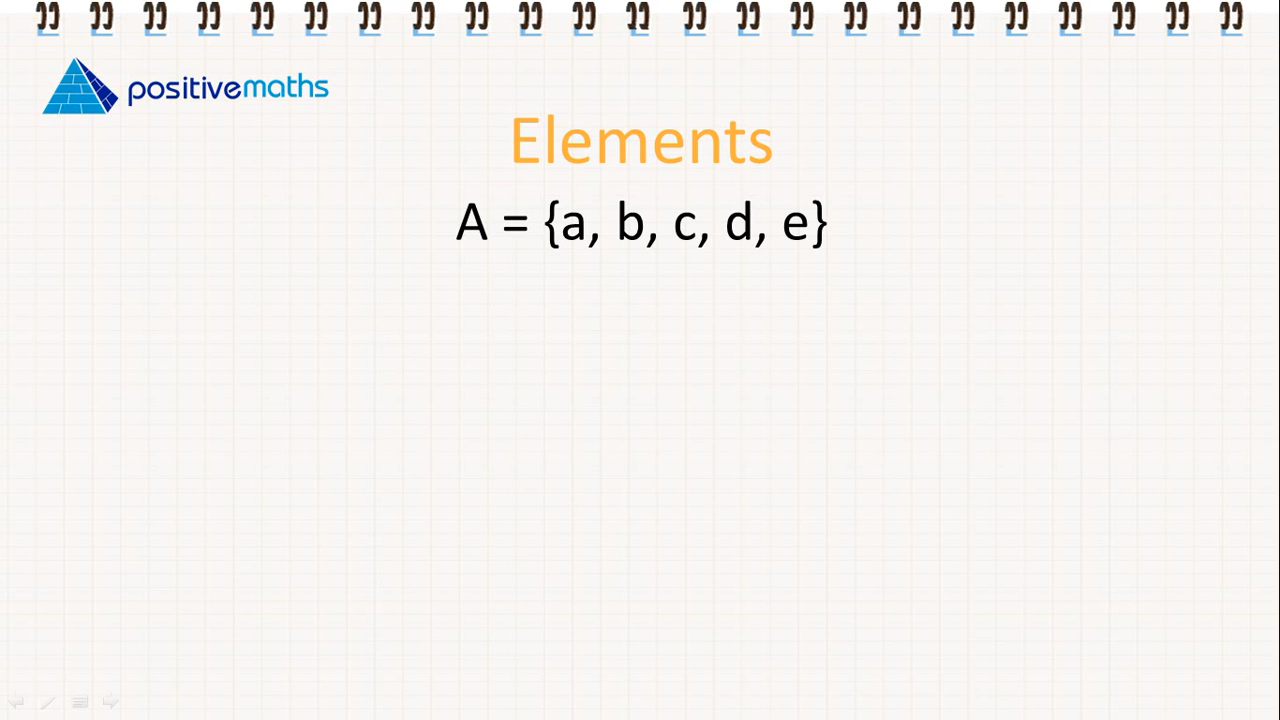 positivemaths
Elements
A = {a, b, c, d, e}